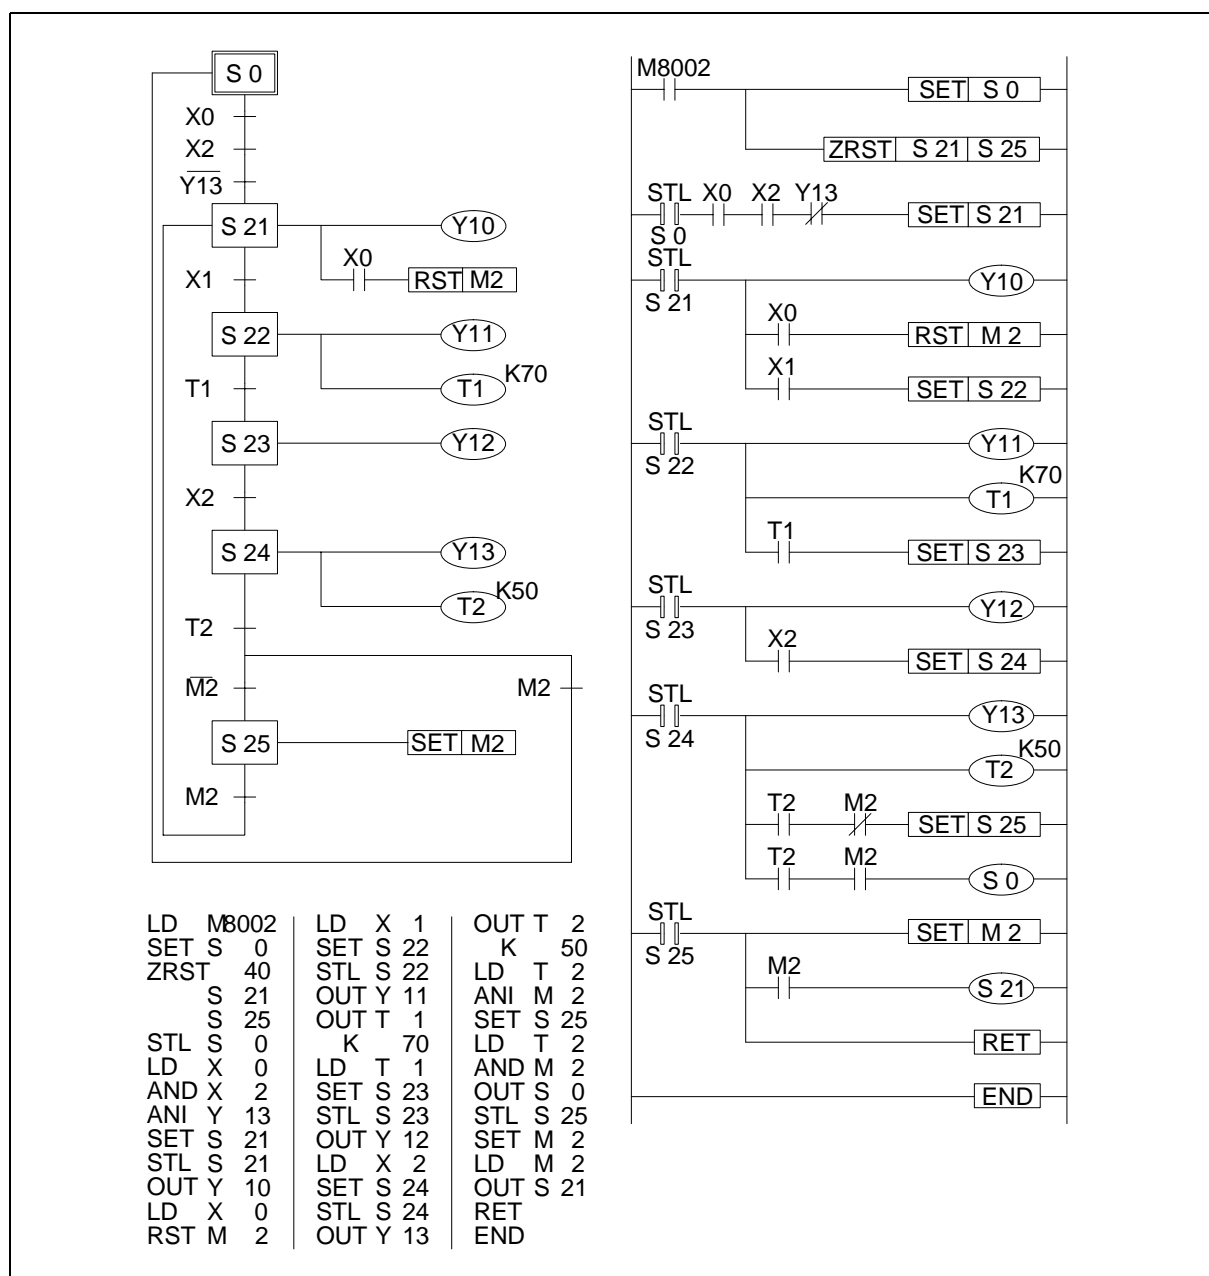 S 0
X0
X2
Y13
S 21
Y10
X0
RST M2
X1
S 22
Y11
T1
K70
T1
S 23
Y12
X2
S 24
Y13
T2
K50
T2
M2
M2
S 25
SET M2
M2
M8002
SET S 0
ZRST S 21 S 25
STL X0 X2 Y13
SET S 21
S 0
STL
Y10
S 21
X0
RST M 2
X1
SET S 22
STL
Y11
S 22
K70
T1
T1
SET S 23
STL
Y12
S 23
X2
SET S 24
STL
Y13
S 24
K50
T2
T2 M2
SET S 25
T2 M2
S 0
STL
SET M 2
S 25
M2
S 21
RET
END
LD M8002
SET S 0
ZRST 40
S 21
S 25
STL S 0
LD X 0
AND X 2
ANI Y 13
SET S 21
STL S 21
OUT Y 10
LD X 0
RST M 2
LD X 1
SET S 22
STL S 22
OUT Y 11
OUT T 1
K 70
LD T 1
SET S 23
STL S 23
OUT Y 12
LD X 2
SET S 24
STL S 24
OUT Y 13
OUT T 2
K 50
LD T 2
ANI M 2
SET S 25
LD T 2
AND M 2
OUT S 0
STL S 25
SET M 2
LD M 2
OUT S 21
RET
END